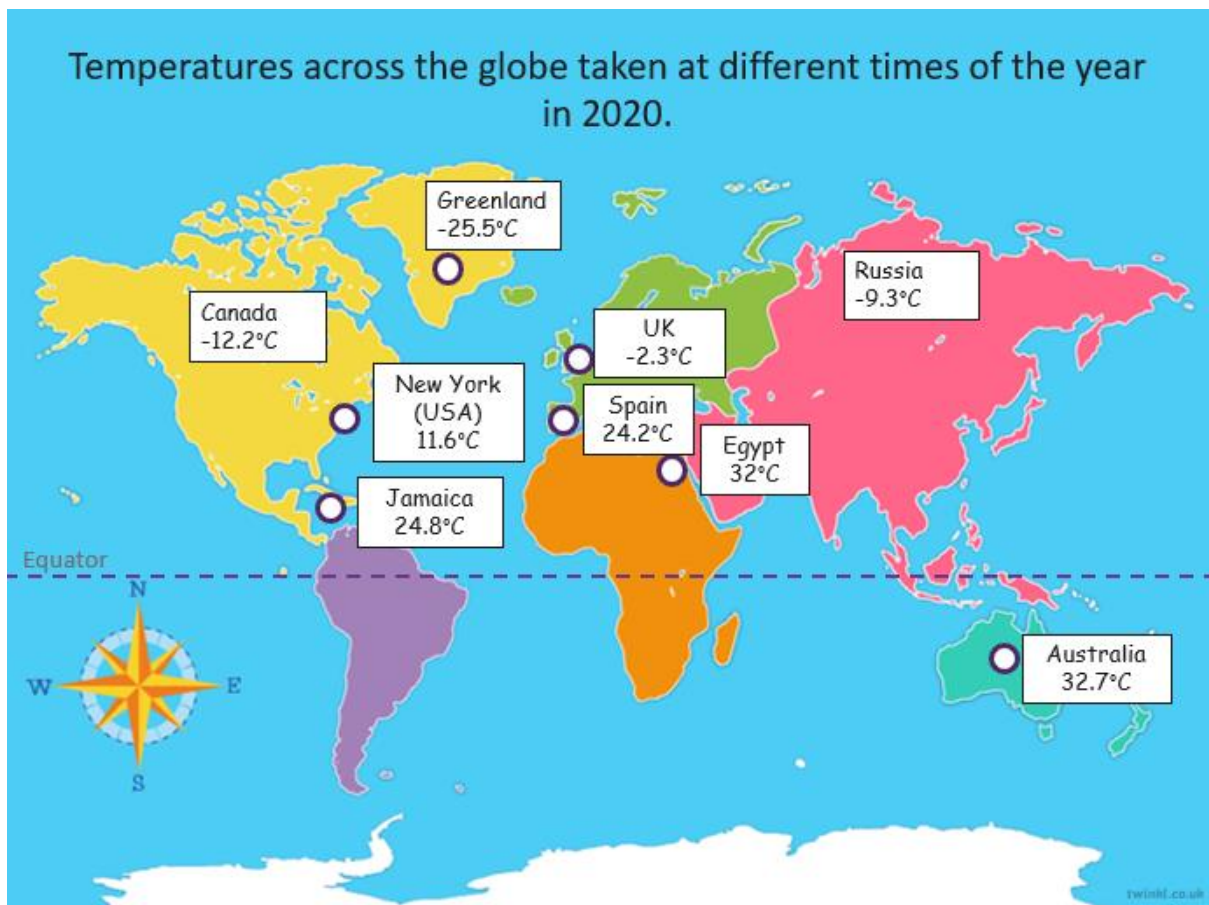 Temperatures across the globe taken at different times of the year
in 2020.
Greenland
-25.5°C
Russia
-9.3°C
Canada
-12.2°C
UK
-2.3°C
New York
(USA)
11.6°C
Spain
24.2°C
Egypt
32°C
Jamaica
24.8°C
Equator
N
W
E
S
Australia
32.7°C
twinkl.co.uk